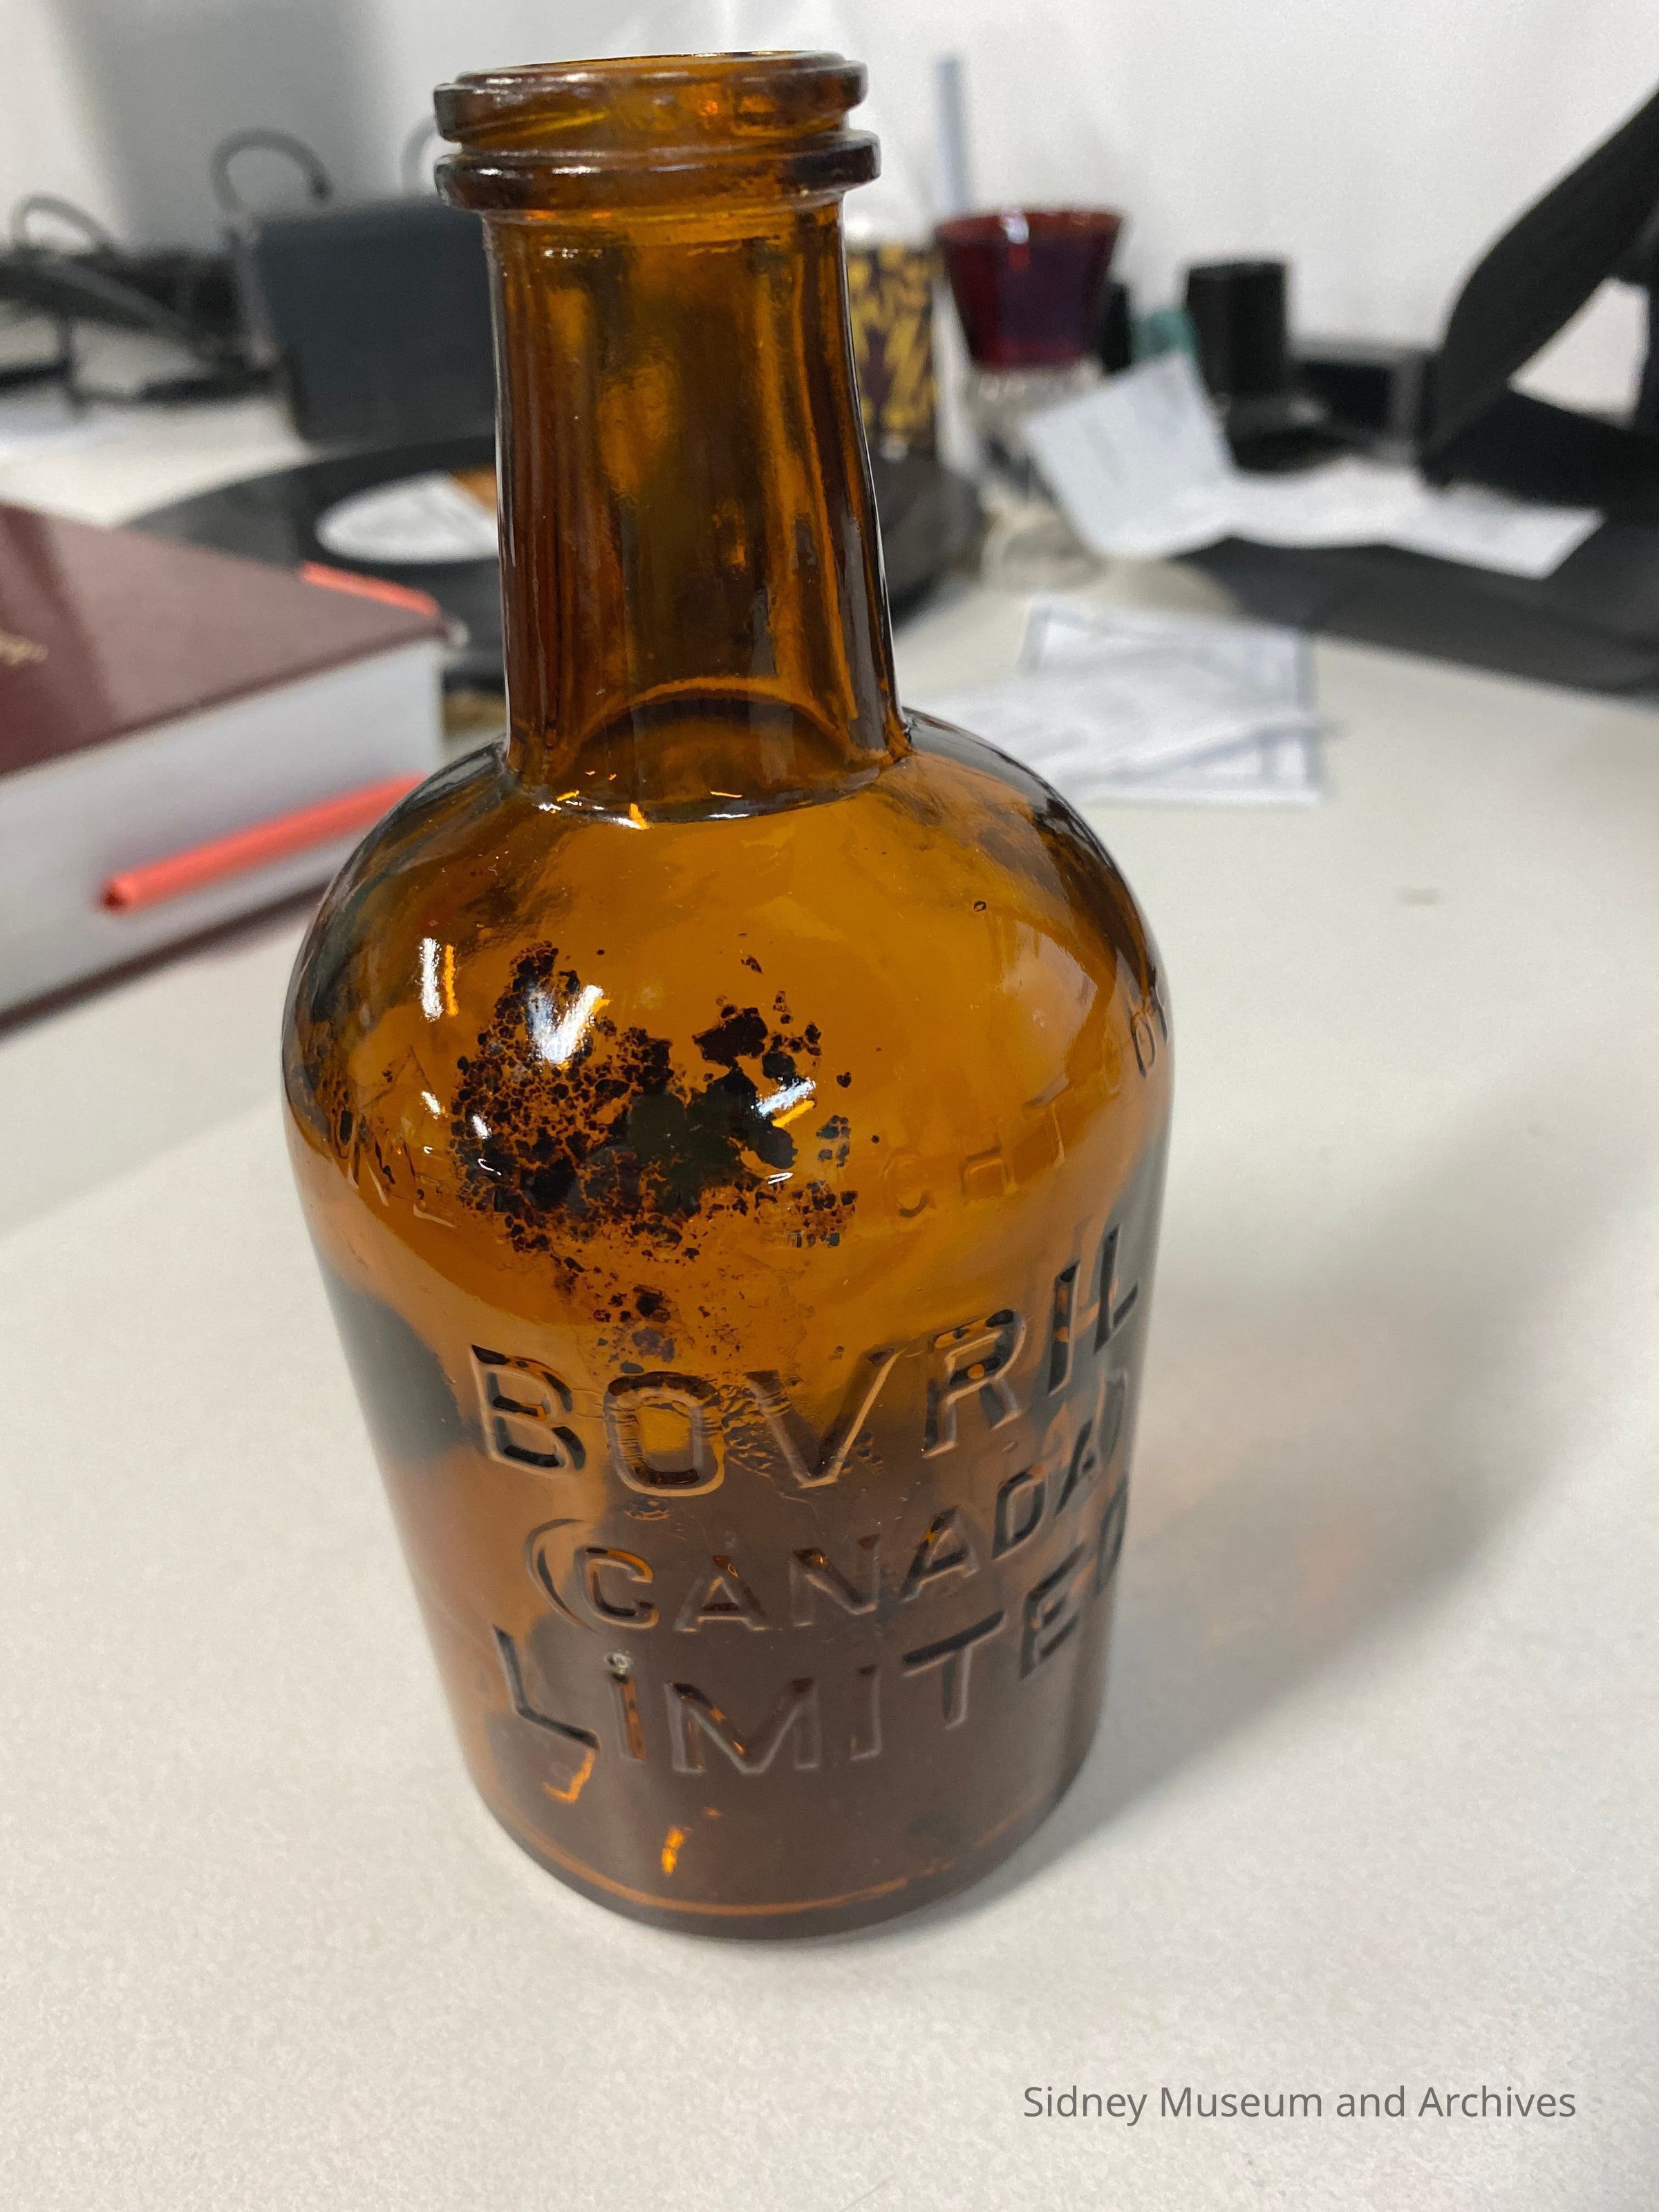 BOVRIL
(CANADA)
LIMITED
Sidney Museum and Archives